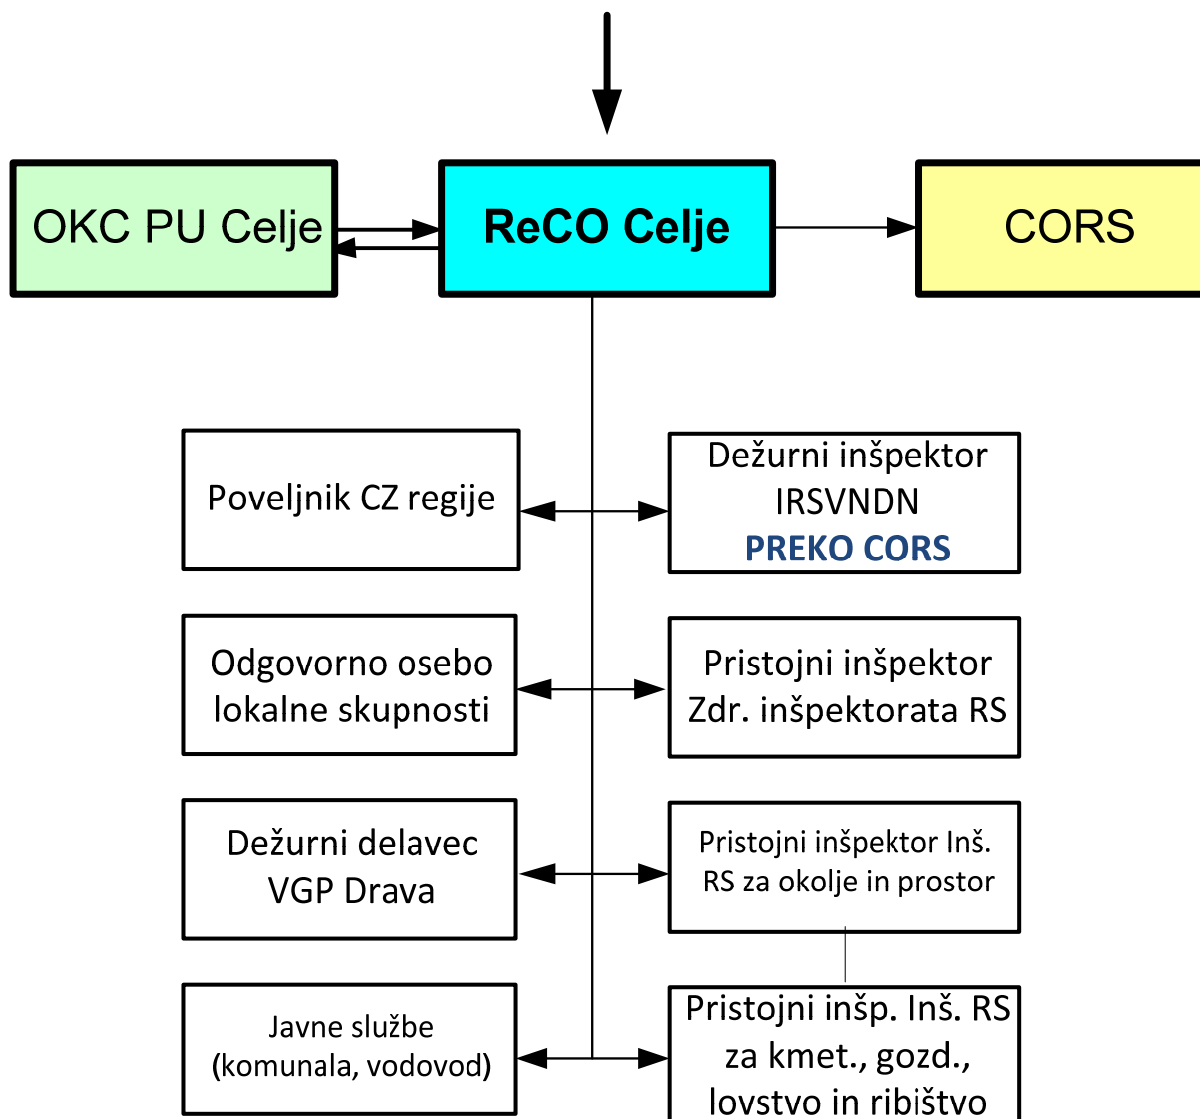 OKC PU Celje
ReCO Celje
CORS
Poveljnik CZ regije
Dežurni inšpektor
IRSVNDN
PREKO CORS
Odgovorno osebo
lokalne skupnosti
Pristojni inšpektor
Zdr. inšpektorata RS
Dežurni delavec
VGP Drava
Pristojni inšpektor Inš.
RS za okolje in prostor
Javne službe
(komunala, vodovod)
Pristojni inšp. Inš. RS
za kmet., gozd.,
lovstvo in ribištvo